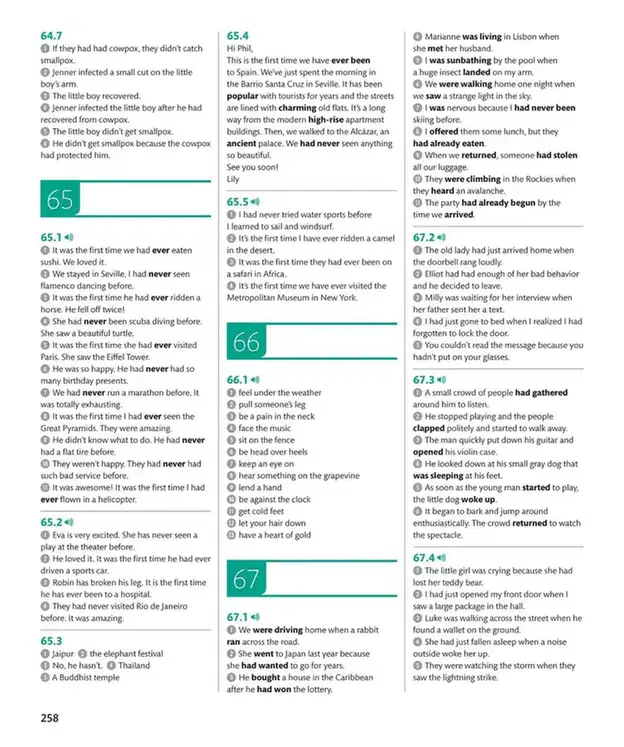 64.7
1 If they had had cowpox, they didn't catch
smallpox.
2 Jenner infected a small cut on the little
boy's arm.
3 The little boy recovered.
4 Jenner infected the little boy after he had
recovered from cowpox.
5 The little boy didn't get smallpox.
6 He didn't get smallpox because the cowpox
had protected him.
65
65.1
1 It was the first time we had ever eaten
sushi. We loved it.
2 We stayed in Seville. I had never seen
flamenco dancing before.
3 It was the first time he had ever ridden a
horse. He fell off twice!
4 She had never been scuba diving before.
She saw a beautiful turtle.
5 It was the first time she had ever visited
Paris. She saw the Eiffel Tower.
6 He was so happy. He had never had so
many birthday presents.
7 We had never run a marathon before. It
was totally exhausting.
8 It was the first time I had ever seen the
Great Pyramids. They were amazing.
9 He didn't know what to do. He had never
had a flat tire before.
10 They weren't happy. They had never had
such bad service before.
11 It was awesome! It was the first time I had
ever flown in a helicopter.
65.2
1 Eva is very excited. She has never seen a
play at the theater before.
2 He loved it. It was the first time he had ever
driven a sports car.
3 Robin has broken his leg. It is the first time
he has ever been to a hospital.
4 They had never visited Rio de Janeiro
before. It was amazing.
65.3
1 Jaipur 2 the elephant festival
3 No, he hasn't. 4 Thailand
5 A Buddhist temple
65.4
Hi Phil,
This is the first time we have ever been
to Spain. We've just spent the morning in
the Barrio Santa Cruz in Seville. It has been
popular with tourists for years and the streets
are lined with charming old flats. It's a long
way from the modern high-rise apartment
buildings. Then, we walked to the Alcázar, an
ancient palace. We had never seen anything
so beautiful.
See you soon!
Lily
65.5
1 I had never tried water sports before
I learned to sail and windsurf.
2 It's the first time I have ever ridden a camel
in the desert.
3 It was the first time they had ever been on
a safari in Africa.
4 It's the first time we have ever visited the
Metropolitan Museum in New York.
66
66.1
1 feel under the weather
2 pull someone's leg
3 be a pain in the neck
4 face the music
5 sit on the fence
6 be head over heels
7 keep an eye on
8 hear something on the grapevine
9 lend a hand
10 be against the clock
11 get cold feet
12 let your hair down
13 have a heart of gold
67
67.1
1 We were driving home when a rabbit
ran across the road.
2 She went to Japan last year because
she had wanted to go for years.
3 He bought a house in the Caribbean
after he had won the lottery.
4 Marianne was living in Lisbon when
she met her husband.
5 I was sunbathing by the pool when
a huge insect landed on my arm.
6 We were walking home one night when
we saw a strange light in the sky.
7 I was nervous because I had never been
skiing before.
8 I offered them some lunch, but they
had already eaten.
9 When we returned, someone had stolen
all our luggage.
10 They were climbing in the Rockies when
they heard an avalanche.
11 The party had already begun by the
time we arrived.
67.2
1 The old lady had just arrived home when
the doorbell rang loudly.
2 Elliot had had enough of her bad behavior
and he decided to leave.
3 Milly was waiting for her interview when
her father sent her a text.
4 I had just gone to bed when I realized I had
forgotten to lock the door.
5 You couldn't read the message because you
hadn't put on your glasses.
67.3
1 A small crowd of people had gathered
around him to listen.
2 He stopped playing and the people
clapped politely and started to walk away.
3 The man quickly put down his guitar and
opened his violin case.
4 He looked down at his small gray dog that
was sleeping at his feet.
5 As soon as the young man started to play,
the little dog woke up.
6 It began to bark and jump around
enthusiastically. The crowd returned to watch
the spectacle.
67.4
1 The little girl was crying because she had
lost her teddy bear.
2 I had just opened my front door when I
saw a large package in the hall.
3 Luke was walking across the street when he
found a wallet on the ground.
4 She had just fallen asleep when a noise
outside woke her up.
5 They were watching the storm when they
saw the lightning strike.
258